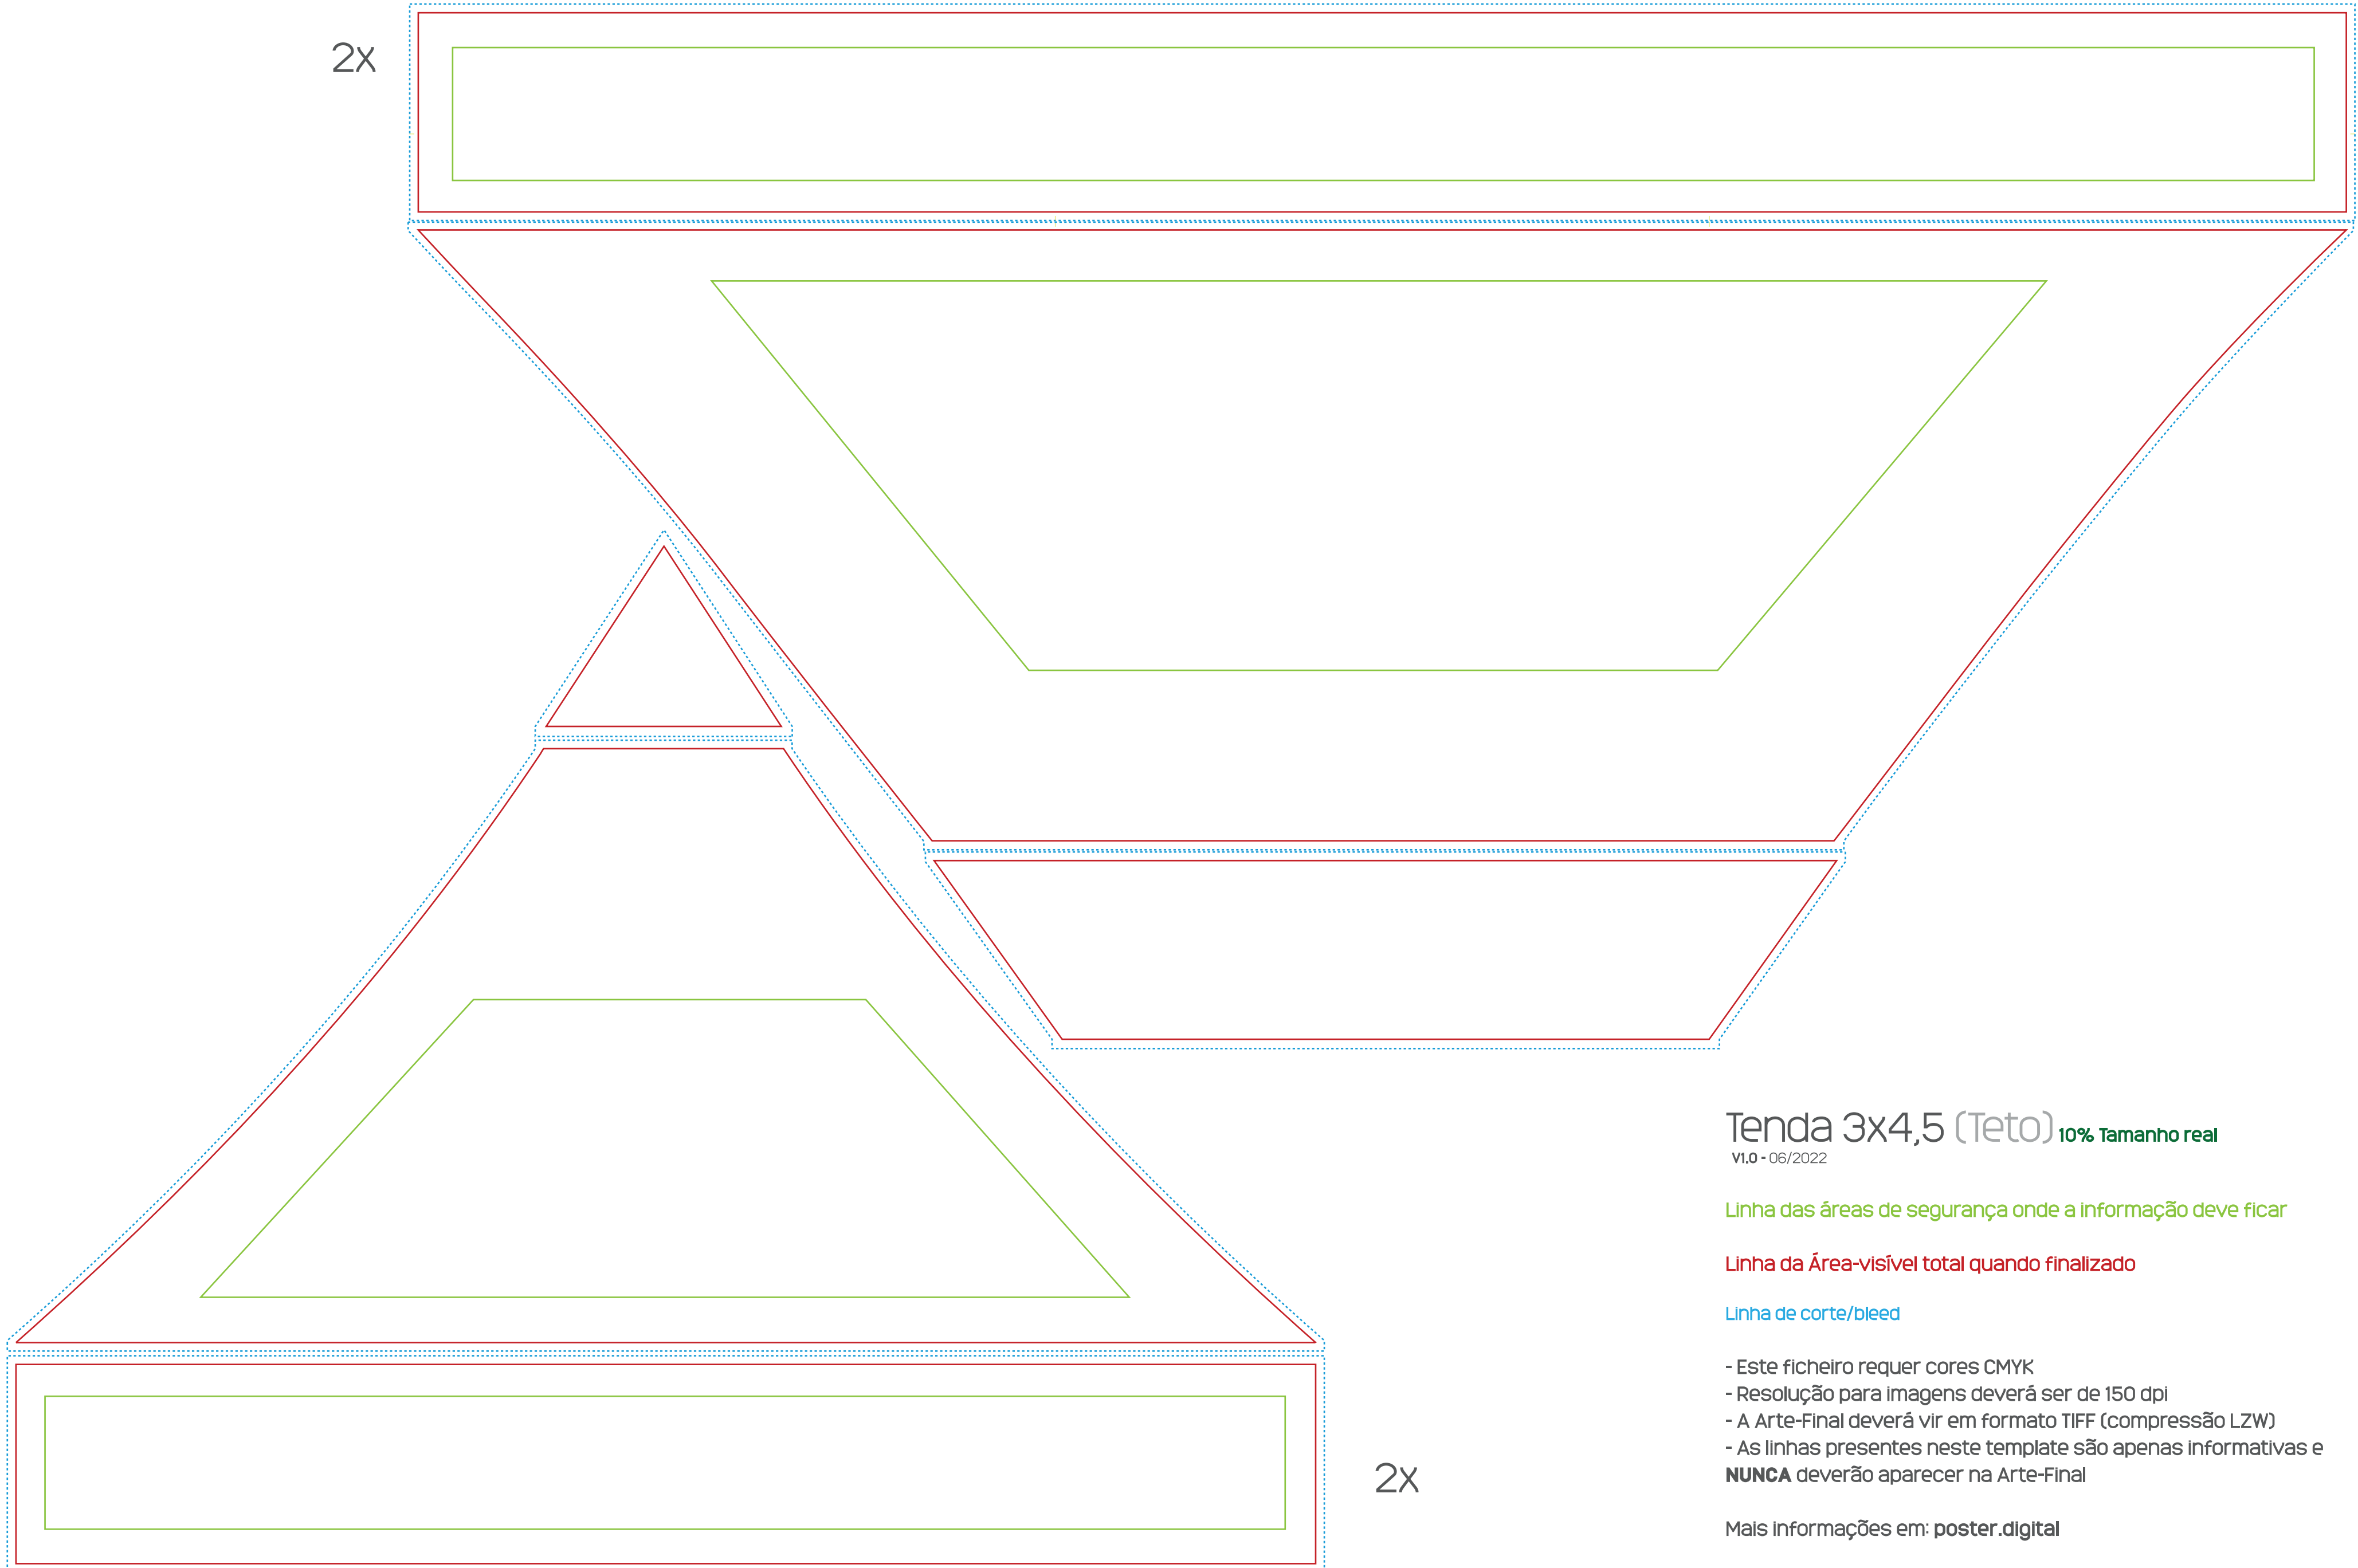 2x
Tenda 3x4,5 (Teto) 10% Tamanho real
V1.0 - 06/2022
Linha das áreas de segurança onde a informação deve ficar
Linha da Área-visível total quando finalizado
Linha de corte/bleed
- Este ficheiro requer cores CMYK
- Resolução para imagens deverá ser de 150 dpi
- A Arte-Final deverá vir em formato TIFF (compressão LZW)
- As linhas presentes neste template são apenas informativas e
NUNCA deverão aparecer na Arte-Final
2x
Mais informações em: poster.digital